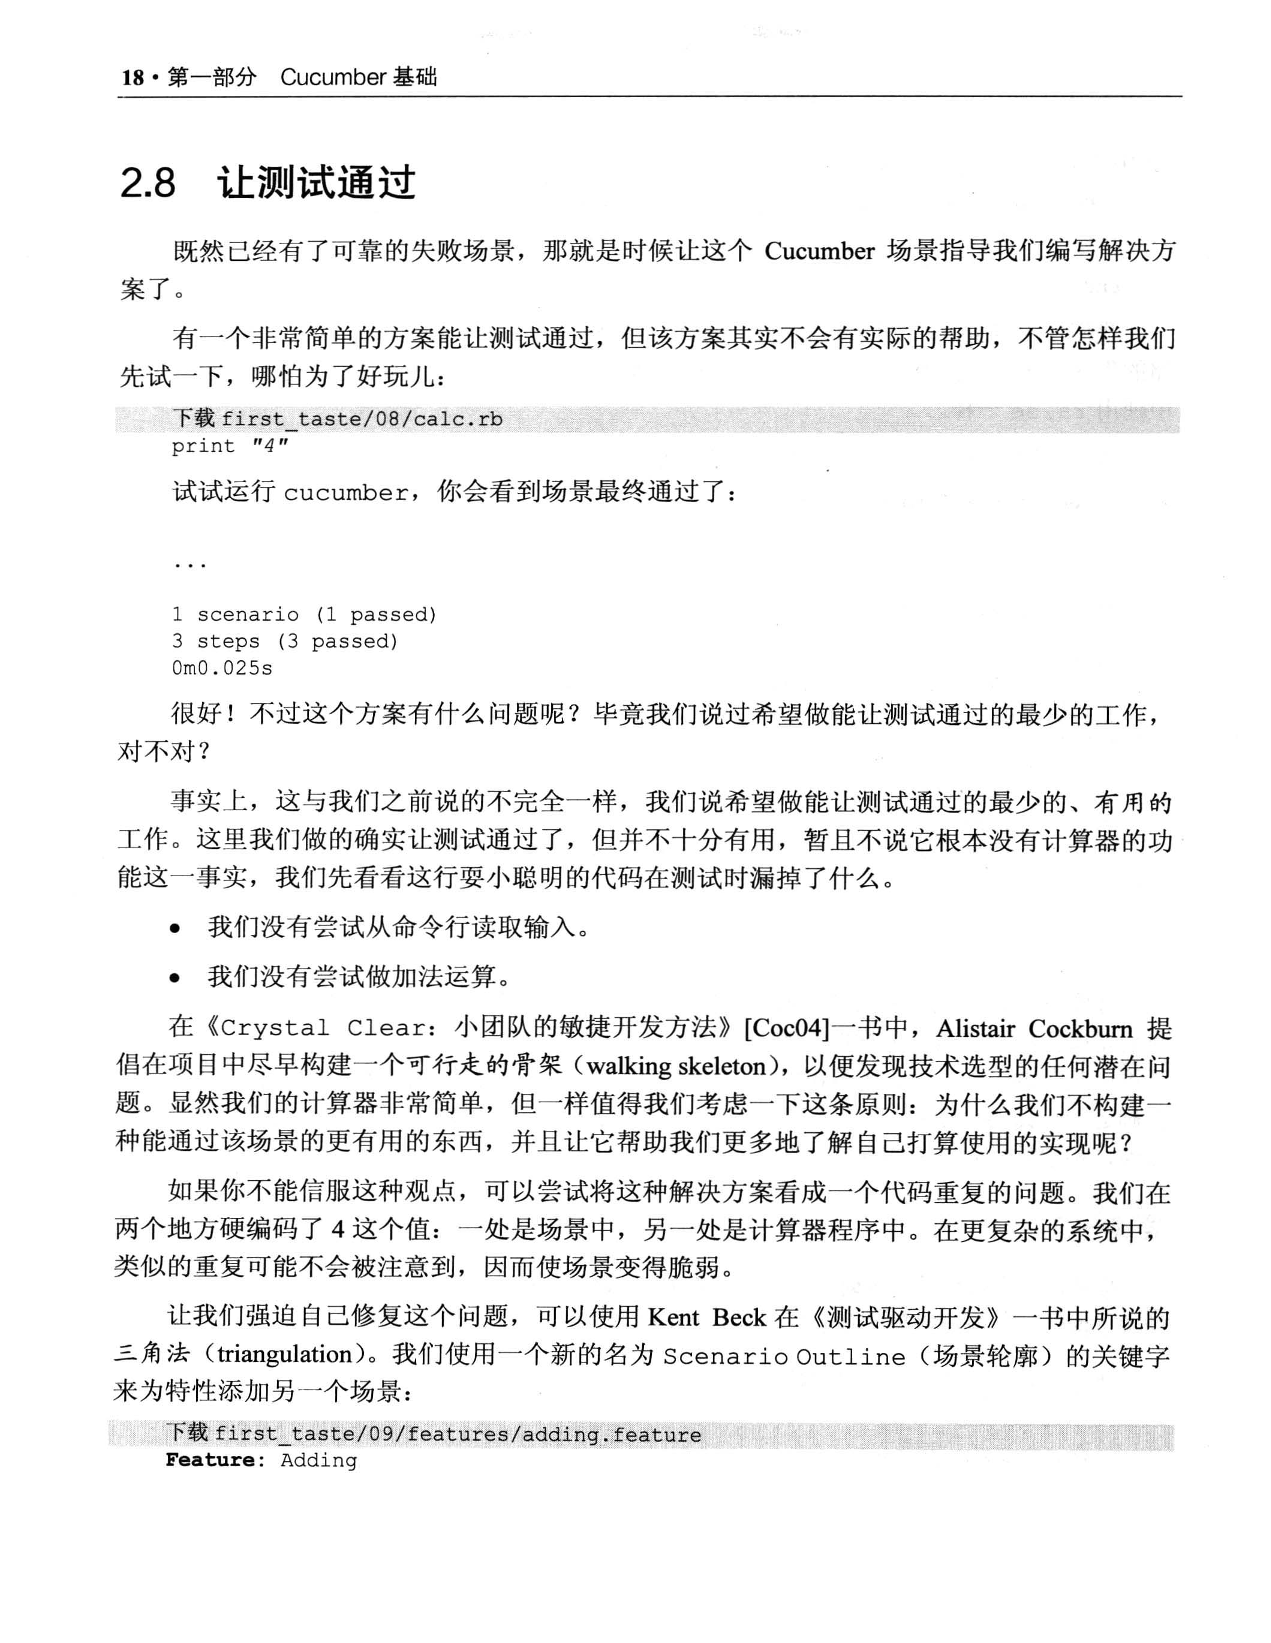 18 • 第一部分 Cucumber 基础
2.8 让测试通过
既然已经有了可靠的失败场景，那就是时候让这个 Cucumber 场景指导我们编写解决方
案了。
有一个非常简单的方案能让测试通过，但该方案其实不会有实际的帮助，不管怎样我们
先试一下，哪怕为了好玩儿：
下载 first_taste/08/calc.rb
print "4"
试试运行 cucumber，你会看到场景最终通过了：
...
1 scenario (1 passed)
3 steps (3 passed)
0m0.025s
很好！不过这个方案有什么问题呢？毕竟我们说过希望做能让测试通过的最少的工作，
对不对？
事实上，这与我们之前说的不完全一样，我们说希望做能让测试通过的最少的、有用的
工作。这里我们做的确实让测试通过了，但并不十分有用，暂且不说它根本没有计算器的功
能这一事实，我们先看看这行耍小聪明的代码在测试时漏掉了什么。
• 我们没有尝试从命令行读取输入。
• 我们没有尝试做加法运算。
在《Crystal Clear：小团队的敏捷开发方法》[Coc04]一书中，Alistair Cockburn 提
倡在项目中尽早构建一个可行走的骨架（walking skeleton），以便发现技术选型的任何潜在问
题。显然我们的计算器非常简单，但一样值得我们考虑一下这条原则：为什么我们不构建一
种能通过该场景的更有用的东西，并且让它帮助我们更多地了解自己打算使用的实现呢？
如果你不能信服这种观点，可以尝试将这种解决方案看成一个代码重复的问题。我们在
两个地方硬编码了 4 这个值：一处是场景中，另一处是计算器程序中。在更复杂的系统中，
类似的重复可能不会被注意到，因而使场景变得脆弱。
让我们强迫自己修复这个问题，可以使用 Kent Beck 在《测试驱动开发》一书中所说的
三角法（triangulation）。我们使用一个新的名为 Scenario Outline（场景轮廓）的关键字
来为特性添加另一个场景：
下载 first_taste/09/features/adding.feature
Feature: Adding